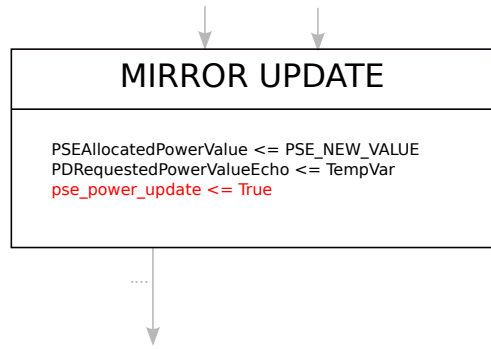 MIRROR UPDATE
PSEAllocatedPowerValue <= PSE_NEW_VALUE
PDRequestedPowerValueEcho <= TempVar
pse_power_update <= True
....